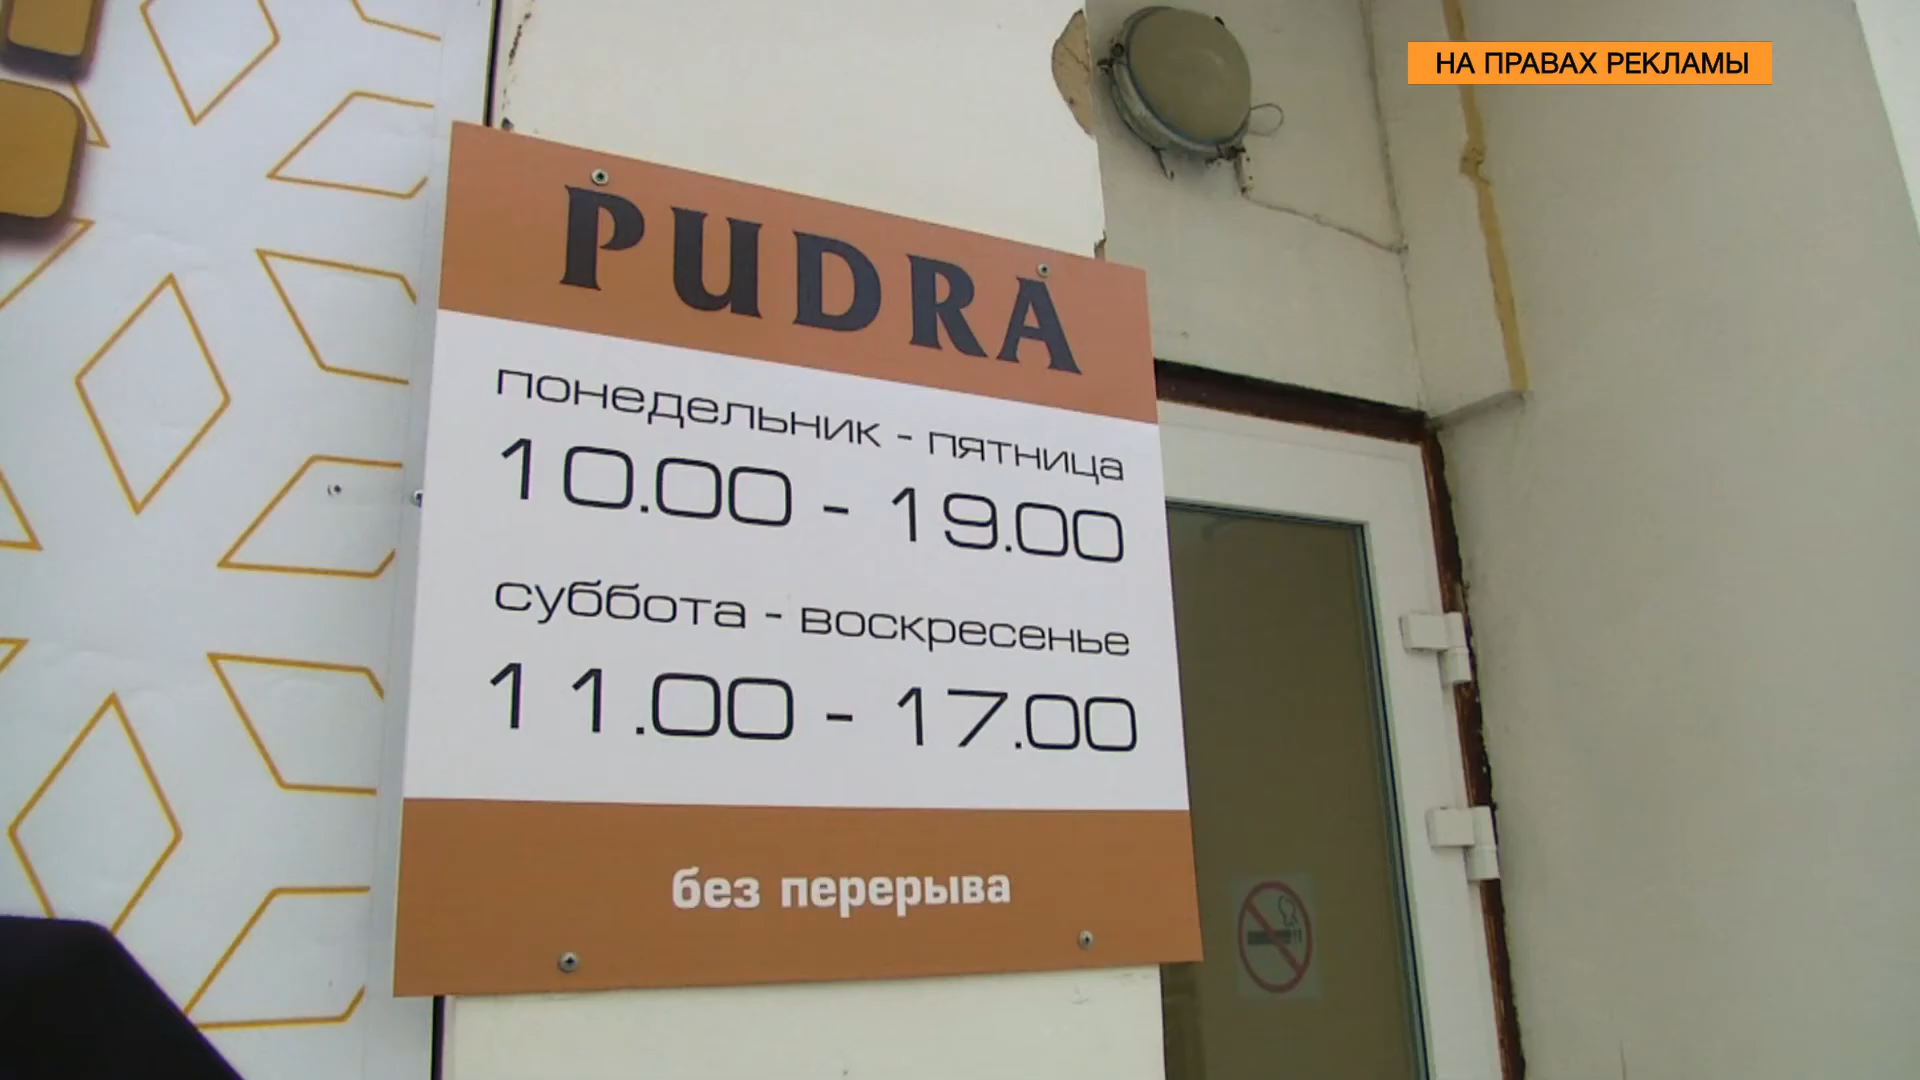 НА ПРАВАХ РЕКЛАМЫ
PUDRA
понедельник - пятница
10.00 - 19.00
суббота - воскресенье
11.00 - 17.00
без перерыва